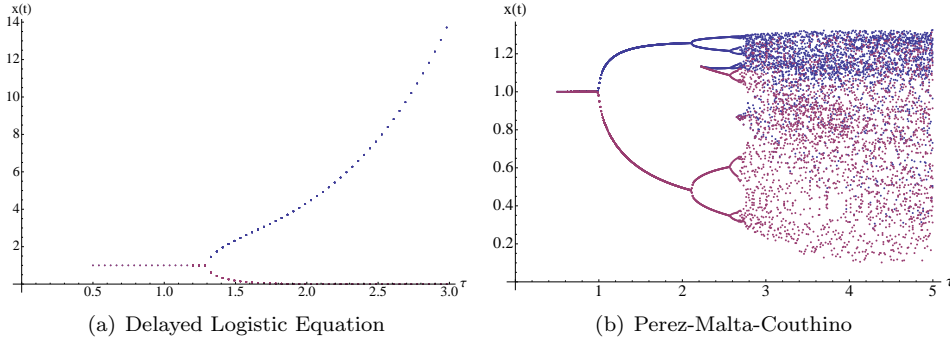 x(t)
14
12
10
8
6
4
2
0.5 1.0 1.5 2.0 2.5 3.0 τ
(a) Delayed Logistic Equation
x(t)
1.2
1.0
0.8
0.6
0.4
0.2
1 2 3 4 5 τ
(b) Perez-Malta-Couthino